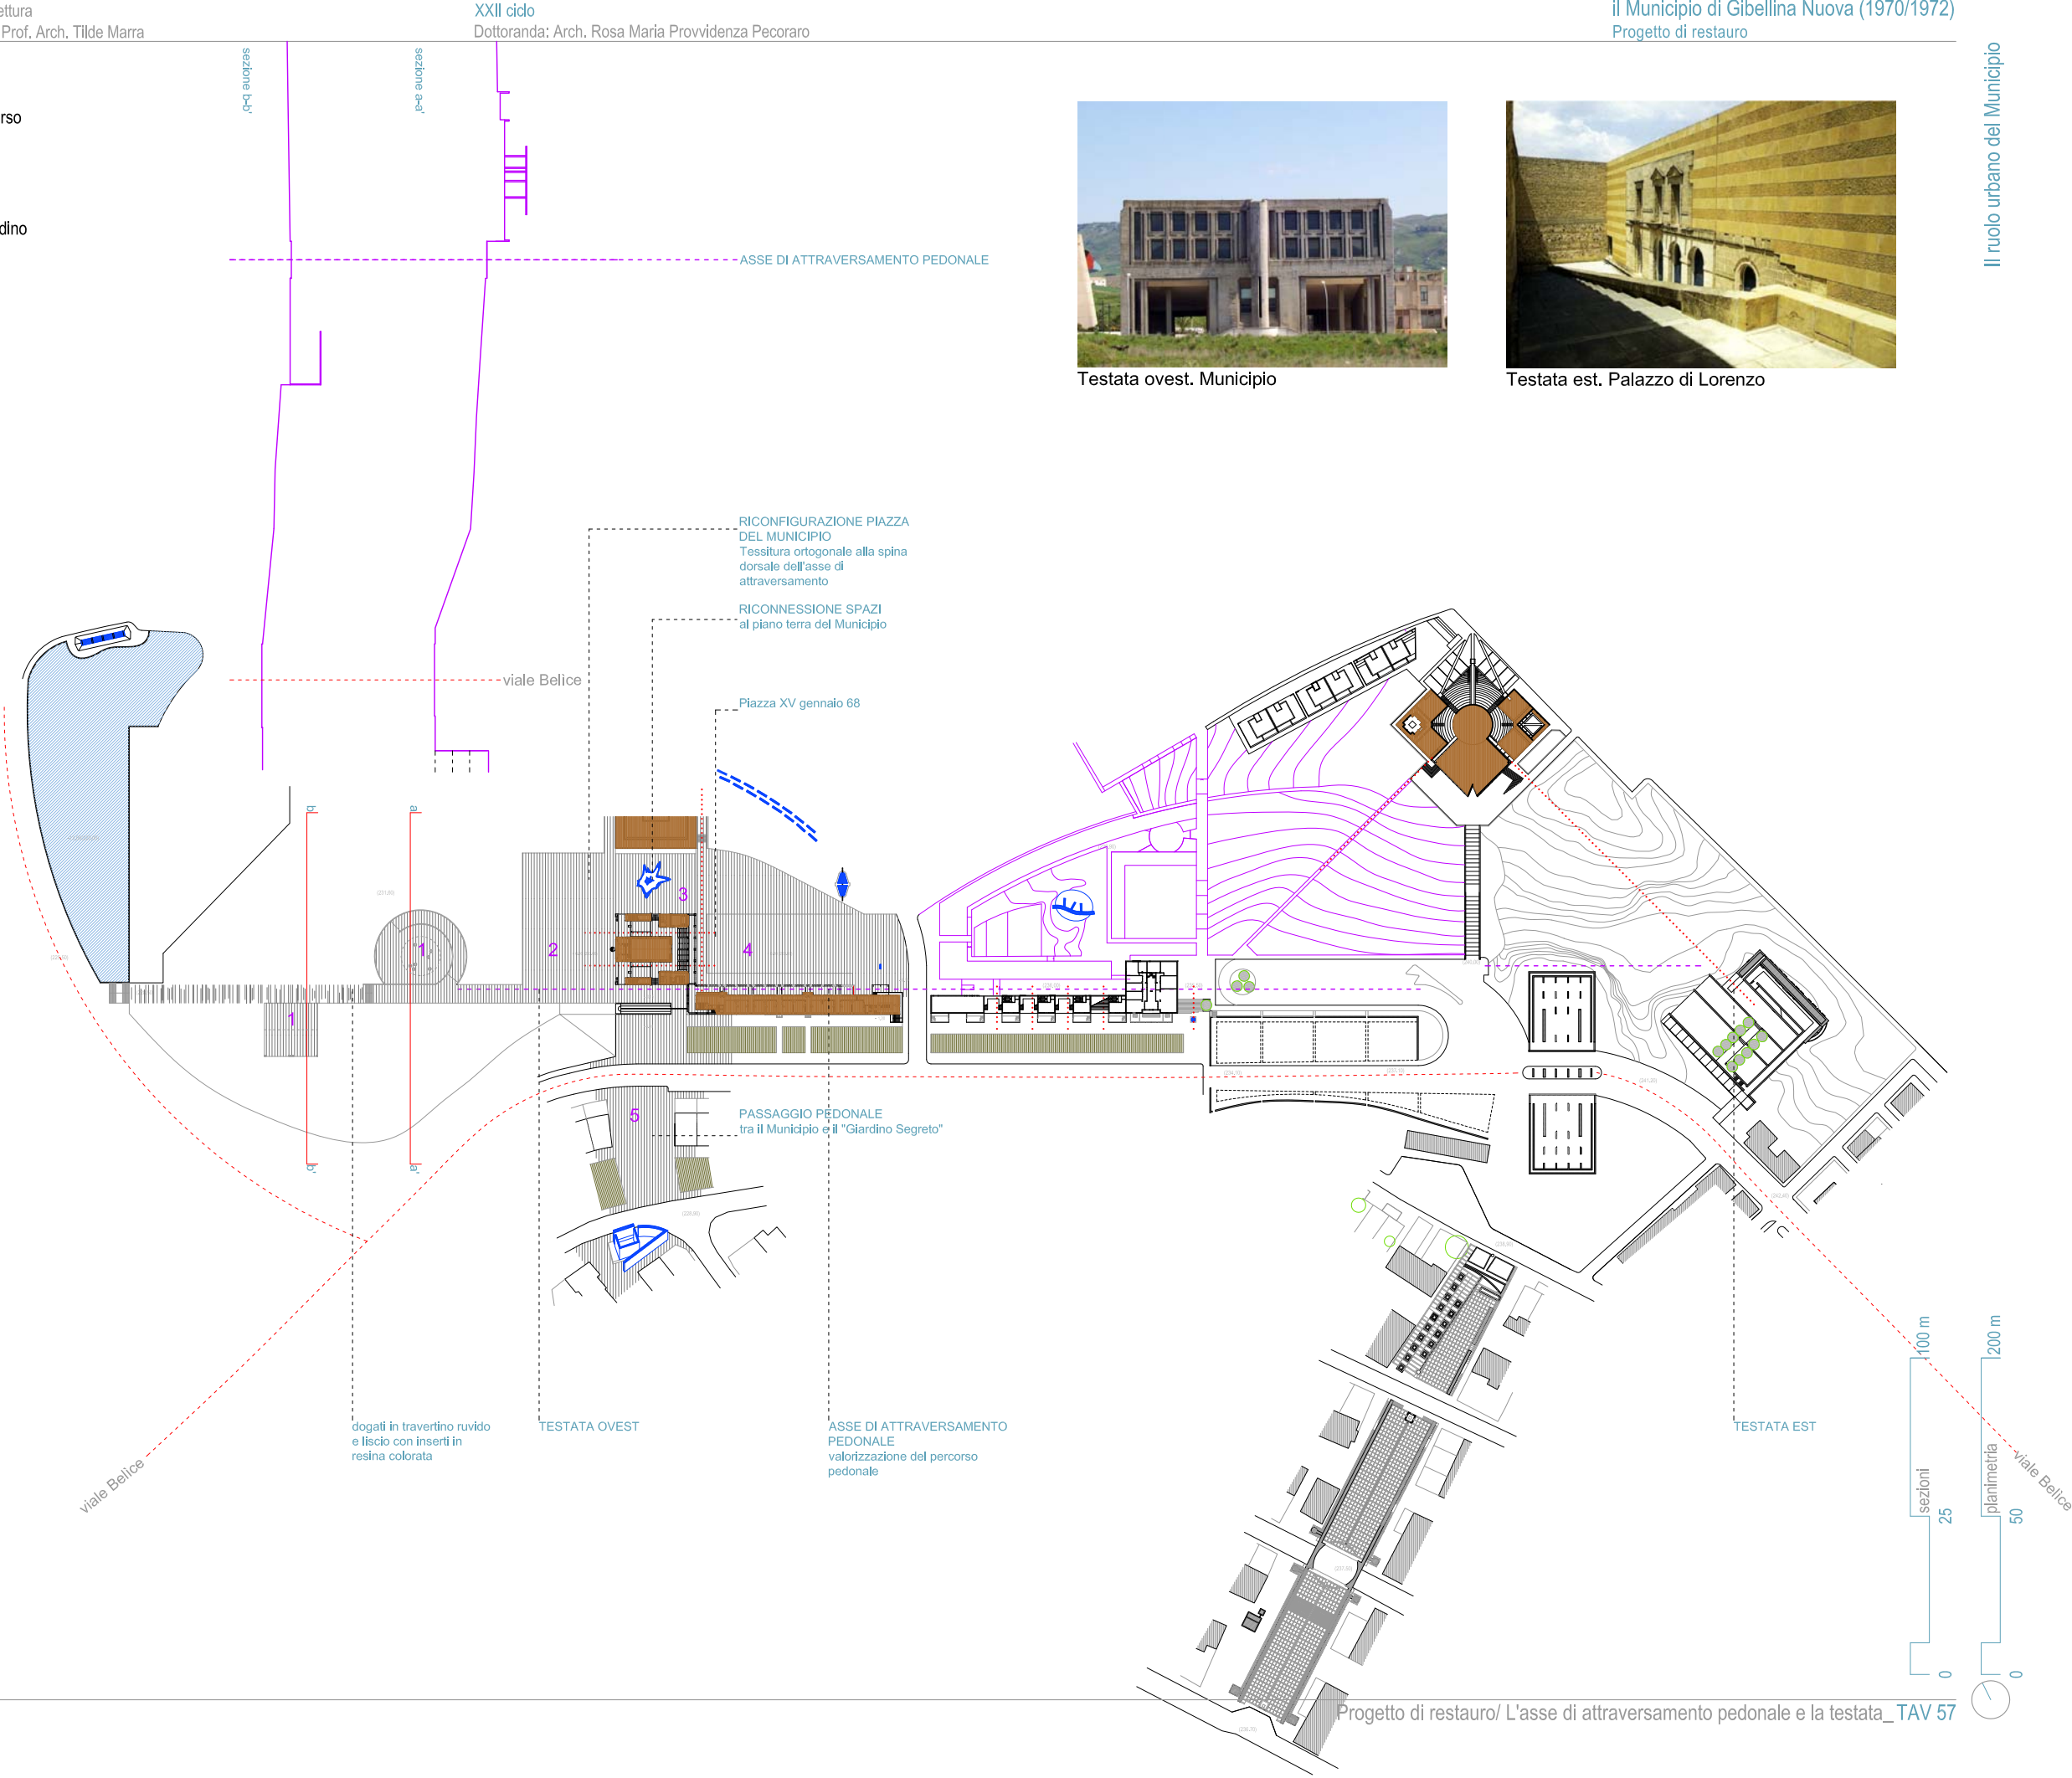 ettura
XXII ciclo
il Municipio di Gibellina Nuova (1970/1972)
Prof. Arch. Tilde Marra
Dottoranda: Arch. Rosa Maria Provvidenza Pecoraro
Progetto di restauro
Il ruolo urbano del Municipio
sezione b-b'
sezione a-a'
rso
dino
ASSE DI ATTRAVERSAMENTO PEDONALE
Testata ovest. Municipio
Testata est. Palazzo di Lorenzo
RICONFIGURAZIONE PIAZZA
DEL MUNICIPIO
Tessitura ortogonale alla spina
dorsale dell'asse di
attraversamento
RICONNESSIONE SPAZI
al piano terra del Municipio
viale Belice
Piazza XV gennaio 68
b
a
3
1
2
4
1
5
PASSAGGIO PEDONALE
tra il Municipio e il "Giardino Segreto"
b'
a'
dogati in travertino ruvido
e liscio con inserti in
resina colorata
TESTATA OVEST
ASSE DI ATTRAVERSAMENTO
PEDONALE
valorizzazione del percorso
pedonale
TESTATA EST
viale Belice
viale Belice
100 m
sezioni
25
0
200 m
planimetria
50
0
Progetto di restauro/ L'asse di attraversamento pedonale e la testata_ TAV 57